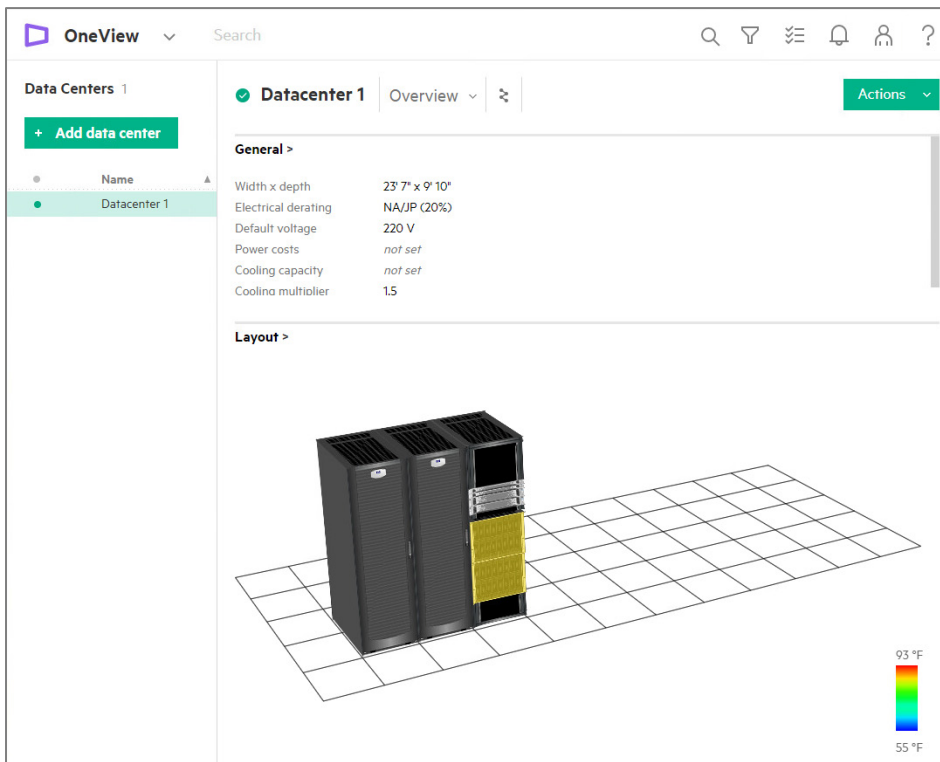 OneView Search
Data Centers 1
+ Add data center
Name
Datacenter 1
Datacenter 1 Overview
Actions
General >
Width x depth 23' 7" x 9' 10"
Electrical derating NA/JP (20%)
Default voltage 220 V
Power costs not set
Cooling capacity not set
Cooling multiplier 1.5
Layout >
93 °F
55 °F